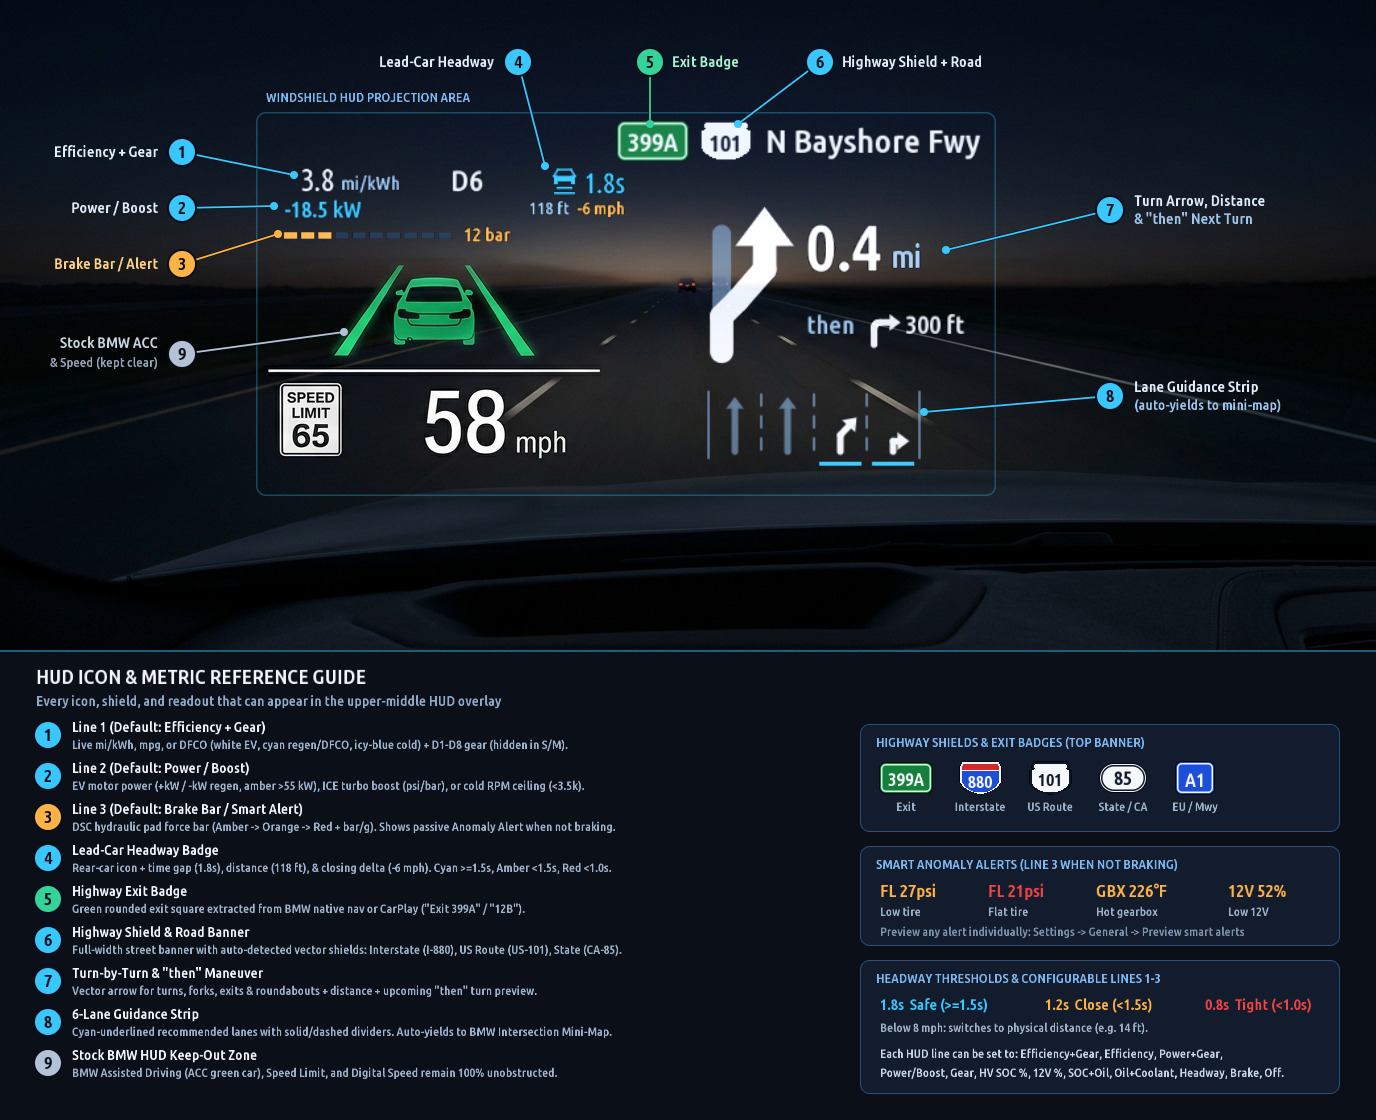 Lead-Car Headway 4
5 Exit Badge
6 Highway Shield + Road
WINDSHIELD HUD PROJECTION AREA
399A 101 N Bayshore Fwy
Efficiency + Gear 1
3.8 mi/kWh D6
1.8s
Power / Boost 2
-18.5 kW
118 ft -6 mph
7 Turn Arrow, Distance
& "then" Next Turn
12 bar
0.4 mi
Brake Bar / Alert 3
then 300 ft
Stock BMW ACC
& Speed (kept clear)
9
SPEED
LIMIT
65
58 mph
8 Lane Guidance Strip
(auto-yields to mini-map)
HUD ICON & METRIC REFERENCE GUIDE
Every icon, shield, and readout that can appear in the upper-middle HUD overlay
1 Line 1 (Default: Efficiency + Gear)
Live mi/kWh, mpg, or DFCO (white EV, cyan regen/DFCO, icy-blue cold) + D1-D8 gear (hidden in S/M).
2 Line 2 (Default: Power / Boost)
EV motor power (+kW / -kW regen, amber >55 kW), ICE turbo boost (psi/bar), or cold RPM ceiling (<3.5k).
3 Line 3 (Default: Brake Bar / Smart Alert)
DSC hydraulic pad force bar (Amber -> Orange -> Red + bar/g). Shows passive Anomaly Alert when not braking.
4 Lead-Car Headway Badge
Rear-car icon + time gap (1.8s), distance (118 ft), & closing delta (-6 mph). Cyan >=1.5s, Amber <1.5s, Red <1.0s.
5 Highway Exit Badge
Green rounded exit square extracted from BMW native nav or CarPlay ("Exit 399A" / "12B").
6 Highway Shield & Road Banner
Full-width street banner with auto-detected vector shields: Interstate (I-880), US Route (US-101), State (CA-85).
7 Turn-by-Turn & "then" Maneuver
Vector arrow for turns, forks, exits & roundabouts + distance + upcoming "then" turn preview.
8 6-Lane Guidance Strip
Cyan-underlined recommended lanes with solid/dashed dividers. Auto-yields to BMW Intersection Mini-Map.
9 Stock BMW HUD Keep-Out Zone
BMW Assisted Driving (ACC green car), Speed Limit, and Digital Speed remain 100% unobstructed.
HIGHWAY SHIELDS & EXIT BADGES (TOP BANNER)
399A 880 101 85 A1
Exit Interstate US Route State / CA EU / Mwy
SMART ANOMALY ALERTS (LINE 3 WHEN NOT BRAKING)
FL 27psi FL 21psi GBX 226°F 12V 52%
Low tire Flat tire Hot gearbox Low 12V
Preview any alert individually: Settings -> General -> Preview smart alerts
HEADWAY THRESHOLDS & CONFIGURABLE LINES 1-3
1.8s Safe (>=1.5s) 1.2s Close (<1.5s) 0.8s Tight (<1.0s)
Below 8 mph: switches to physical distance (e.g. 14 ft).
Each HUD line can be set to: Efficiency+Gear, Efficiency, Power+Gear,
Power/Boost, Gear, HV SOC %, 12V %, SOC+Oil, Oil+Coolant, Headway, Brake, Off.